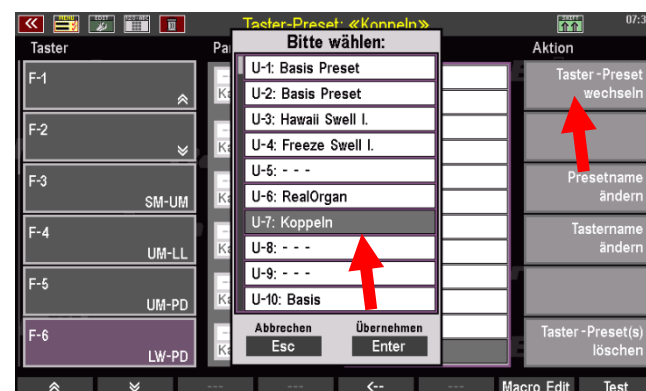 MENU
EDIT
Taster-Preset: «Koppeln»
SHIFT
07:3
Taster
Pa
Bitte wählen:
Aktion
F-1
F-2
F-3
SM-UM
F-4
UM-LL
F-5
UM-PD
F-6
LW-PD
U-1: Basis Preset
U-2: Basis Preset
U-3: Hawaii Swell I.
U-4: Freeze Swell I.
U-5: - - -
U-6: RealOrgan
U-7: Koppeln
U-8: - - -
U-9: - - -
U-10: Basis
Abbrechen
Übernehmen
Esc
Enter
Taster-Preset
wechseln
Presetname
ändern
Tastername
ändern
Taster-Preset(s)
löschen
---
---
<--
---
Macro Edit
Test